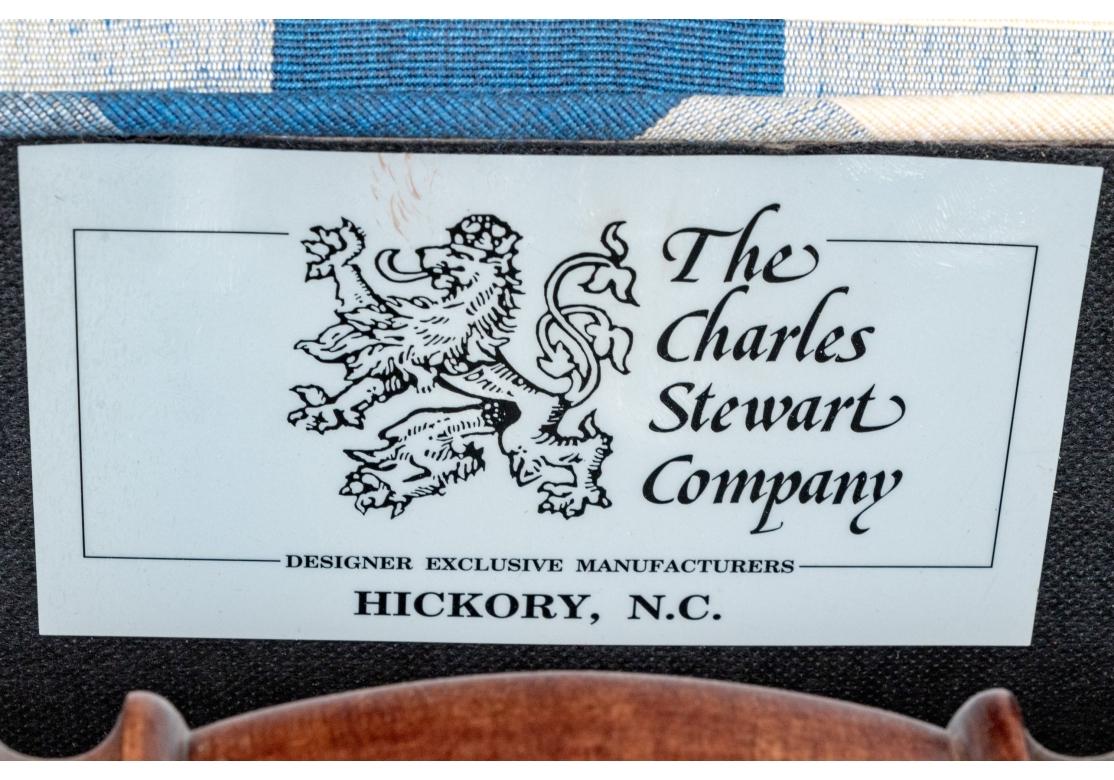 The
Charles
Stewart
Company
DESIGNER EXCLUSIVE MANUFACTURERS
HICKORY, N.C.